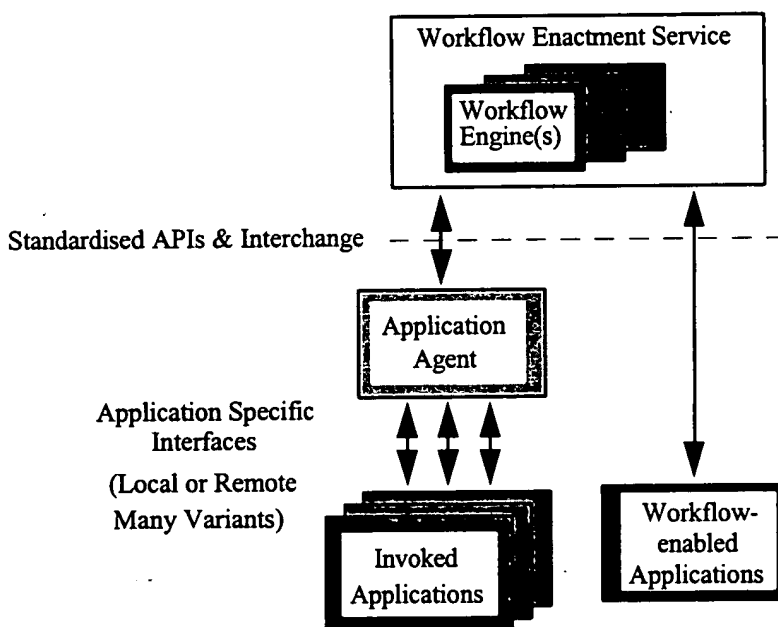 Workflow Enactment Service
Workflow
Engine(s)
Standardised APIs & Interchange
Application
Agent
Application Specific
Interfaces
(Local or Remote
Many Variants)
Invoked
Applications
Workflow-
enabled
Applications